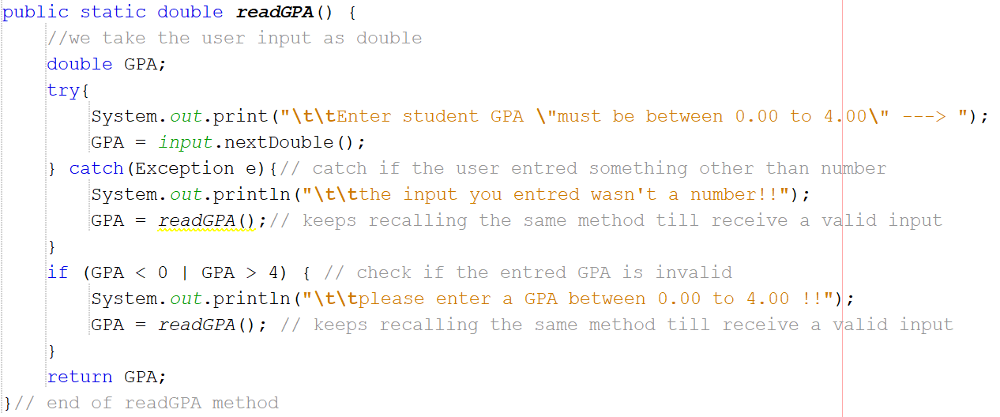 public static double readGPA() {
//we take the user input as double
double GPA;
try{
System.out.print("\t\tEnter student GPA \"must be between 0.00 to 4.00\" ---> ");
GPA = input.nextDouble();
} catch(Exception e){// catch if the user entred something other than number
System.out.println("\t\tthe input you entred wasn't a number!!");
GPA = readGPA();// keeps recalling the same method till receive a valid input
}
if (GPA < 0 | GPA > 4) { // check if the entred GPA is invalid
System.out.println("\t\tplease enter a GPA between 0.00 to 4.00 !!");
GPA = readGPA(); // keeps recalling the same method till receive a valid input
}
return GPA;
}// end of readGPA method